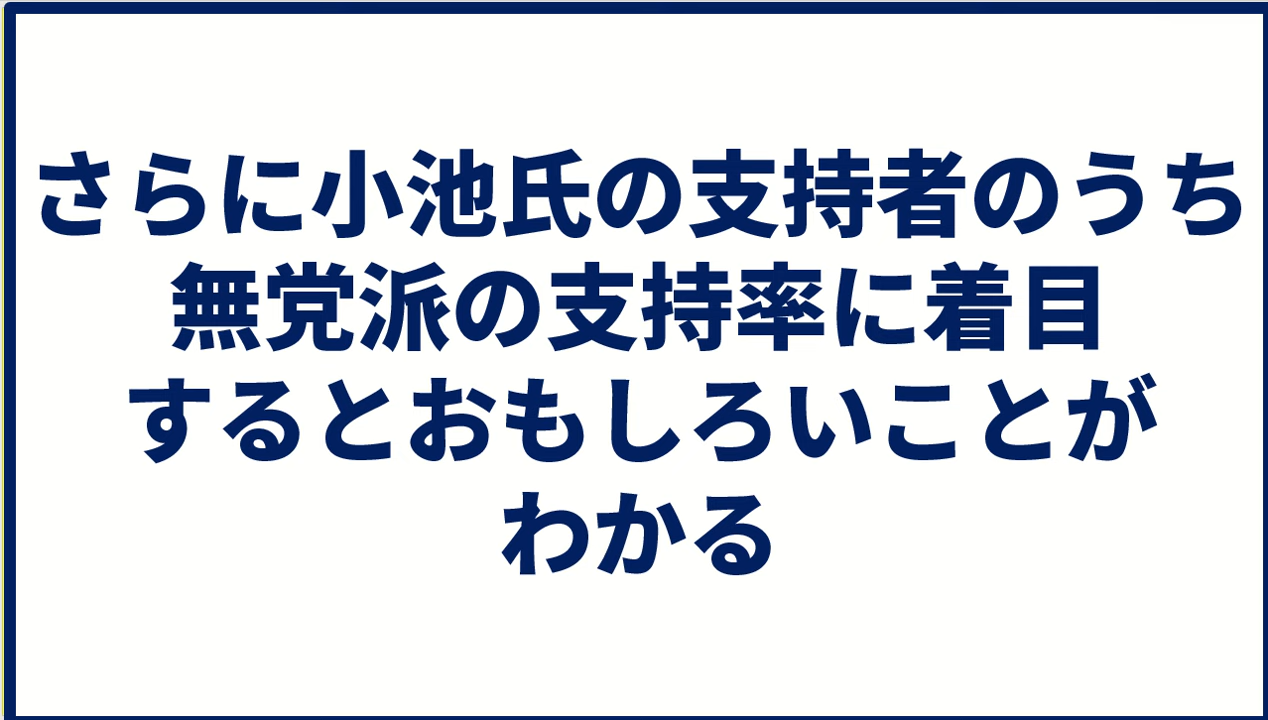 さらに小池氏の支持者のうち
無党派の支持率に着目
するとおもしろいことが
わかる